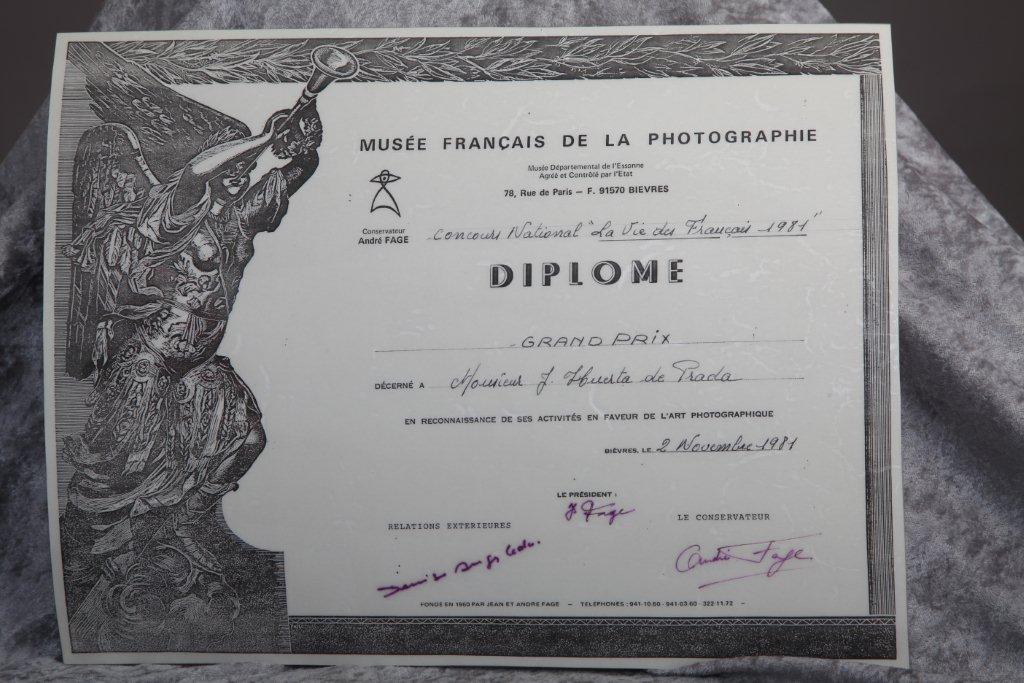 MUSÉE FRANÇAIS DE LA PHOTOGRAPHIE
Musée Départemental de l'Essonne
Agréé et Contrôlé par l'Etat
78, Rue de Paris — F. 91570 BIEVRES
Conservateur
André FAGE
Concours National "La Vie des Français 1981"
DIPLOME
GRAND PRIX
DÉCERNÉ A Monsieur J. Huerta de Prada
EN RECONNAISSANCE DE SES ACTIVITÉS EN FAVEUR DE L'ART PHOTOGRAPHIQUE
BIÈVRES, LE 2 Novembre 1981
LE PRÉSIDENT :
J Fage
RELATIONS EXTERIEURES
LE CONSERVATEUR
André Fage
FONDÉ EN 1960 PAR JEAN ET ANDRE FAGE — TELEPHONES : 941-10.60 - 941-03.60 - 322-11.72 —